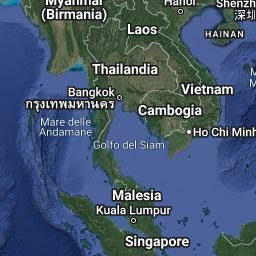 Myanmar
(Birmania)
Hanoi
Shenzhen
深圳
Laos
HAINAN
Thailandia
Bangkok
กรุงเทพมหานคร
Vietnam
Cambogia
Mare delle
Andamane
Ho Chi Minh
Golfo del Siam
Malesia
Kuala Lumpur
Singapore